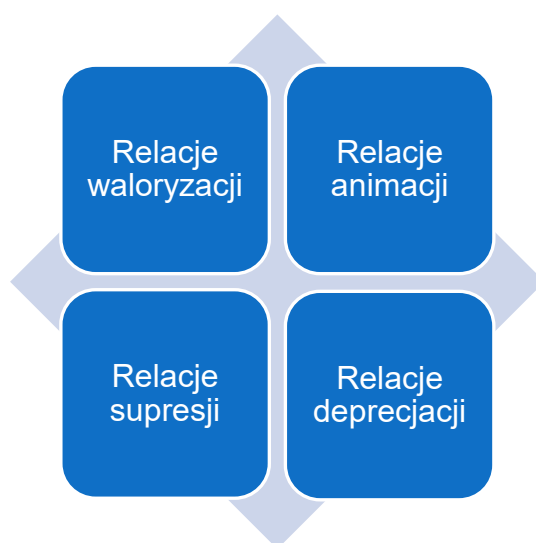 Relacje
waloryzacji
Relacje
animacji
Relacje
supresji
Relacje
deprecjacji